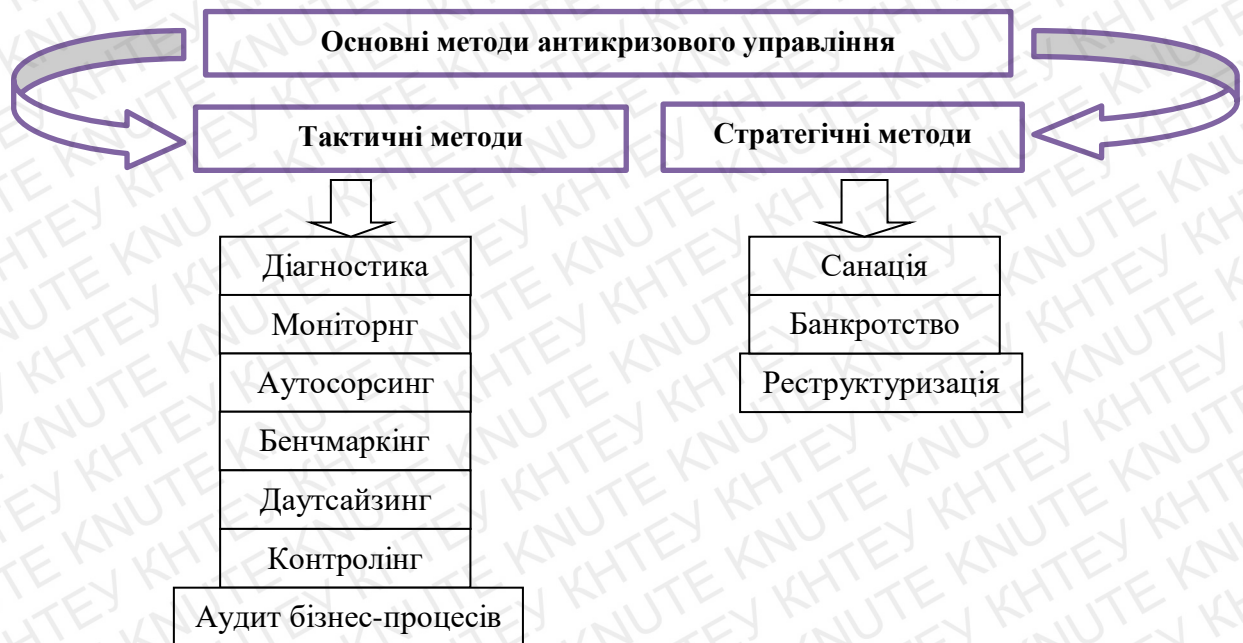 Основні методи антикризового управління
Тактичні методи
Стратегічні методи
Діагностика
Моніторнг
Аутосорсинг
Бенчмаркінг
Даутсайзинг
Контролінг
Аудит бізнес-процесів
Санація
Банкротство
Реструктуризація